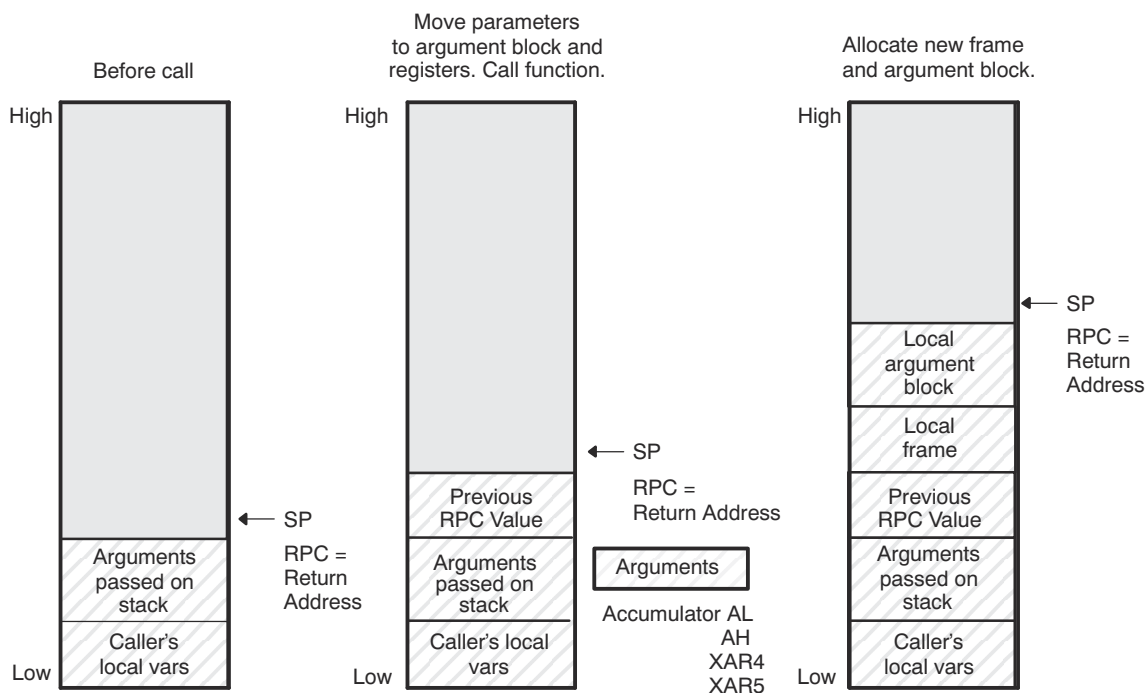 Before call
High
SP
RPC =
Return
Address
Arguments
passed on
stack
Caller's
local vars
Low
Move parameters
to argument block and
registers. Call function.
High
SP
RPC =
Return Address
Previous
RPC Value
Arguments
passed on
stack
Caller's local
vars
Low
Arguments
Accumulator AL
AH
XAR4
XAR5
Allocate new frame
and argument block.
High
SP
RPC =
Return
Address
Local
argument
block
Local
frame
Previous
RPC Value
Arguments
passed on
stack
Caller's
local vars
Low